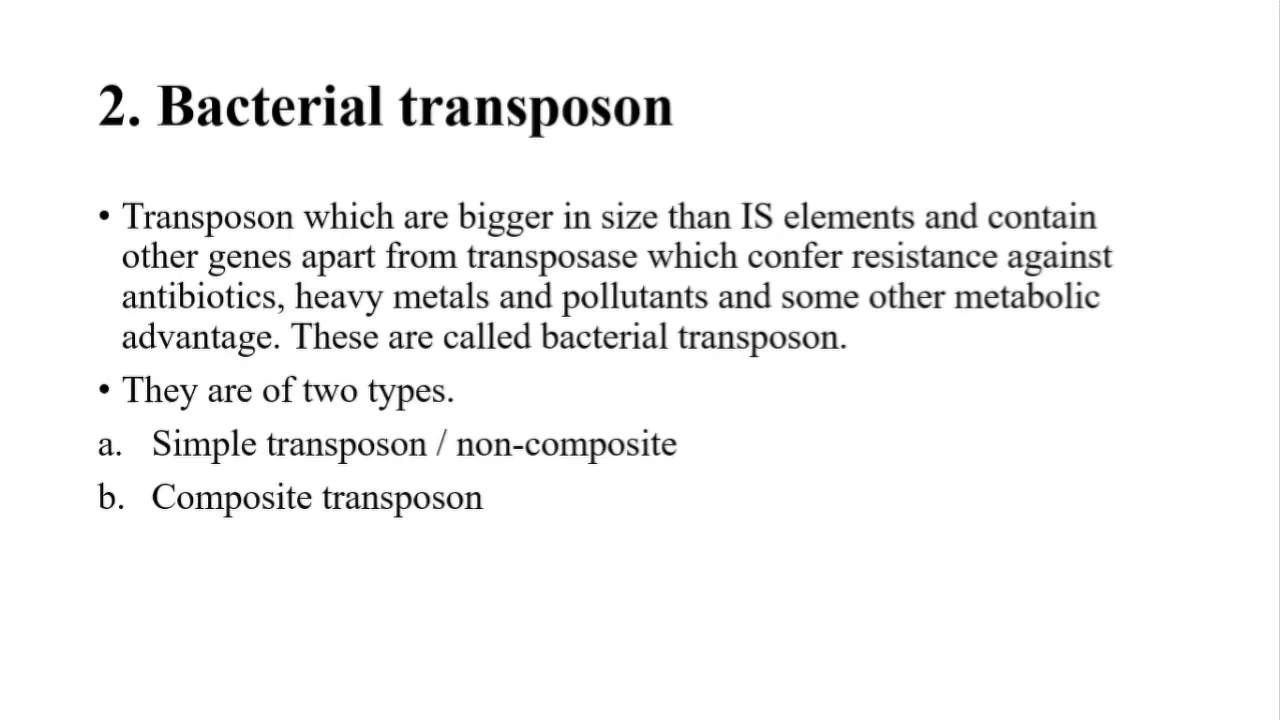 2. Bacterial transposon
• Transposon which are bigger in size than IS elements and contain
other genes apart from transposase which confer resistance against
antibiotics, heavy metals and pollutants and some other metabolic
advantage. These are called bacterial transposon.
• They are of two types.
a. Simple transposon / non-composite
b. Composite transposon